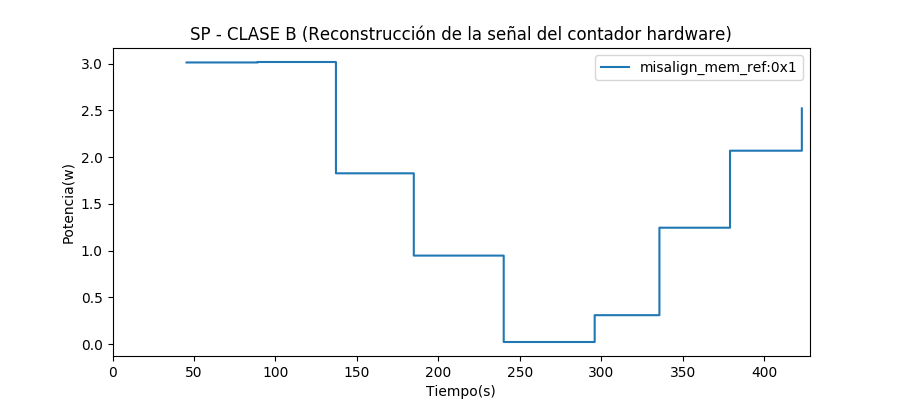 SP - CLASE B (Reconstrucción de la señal del contador hardware)
misalign_mem_ref:0x1
3.0
2.5
2.0
1.5
1.0
0.5
0.0
Potencia(w)
0 50 100 150 200 250 300 350 400
Tiempo(s)